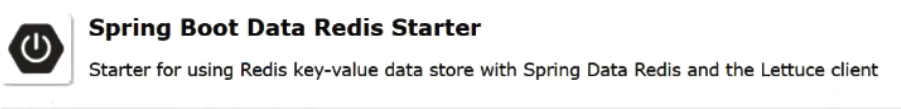 Spring Boot Data Redis Starter
Starter for using Redis key-value data store with Spring Data Redis and the Lettuce client